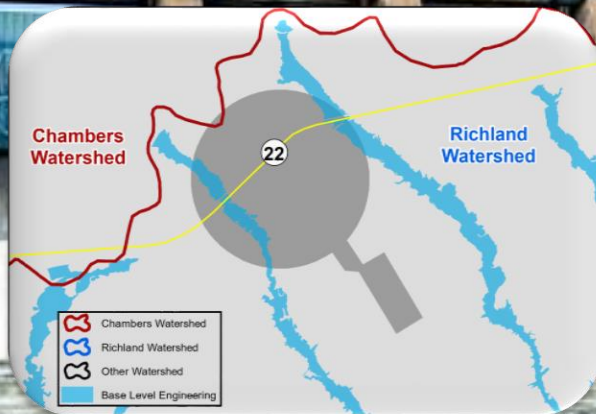 Chambers
Watershed
22
Richland
Watershed
Chambers Watershed
Richland Watershed
Other Watershed
Base Level Engineering